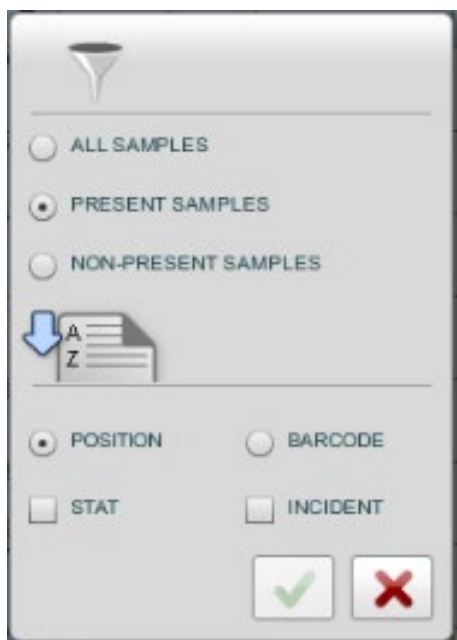 ALL SAMPLES
PRESENT SAMPLES
NON-PRESENT SAMPLES
A
Z
POSITION BARCODE
STAT INCIDENT